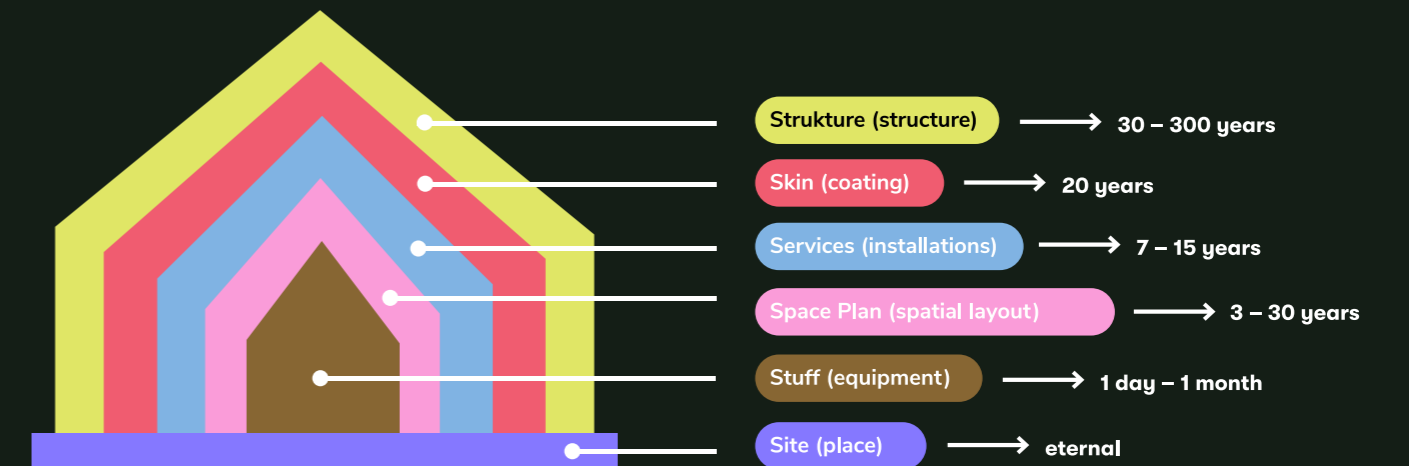 Strukture (structure) 30 – 300 years
Skin (coating) 20 years
Services (installations) 7 – 15 years
Space Plan (spatial layout) 3 – 30 years
Stuff (equipment) 1 day – 1 month
Site (place) eternal